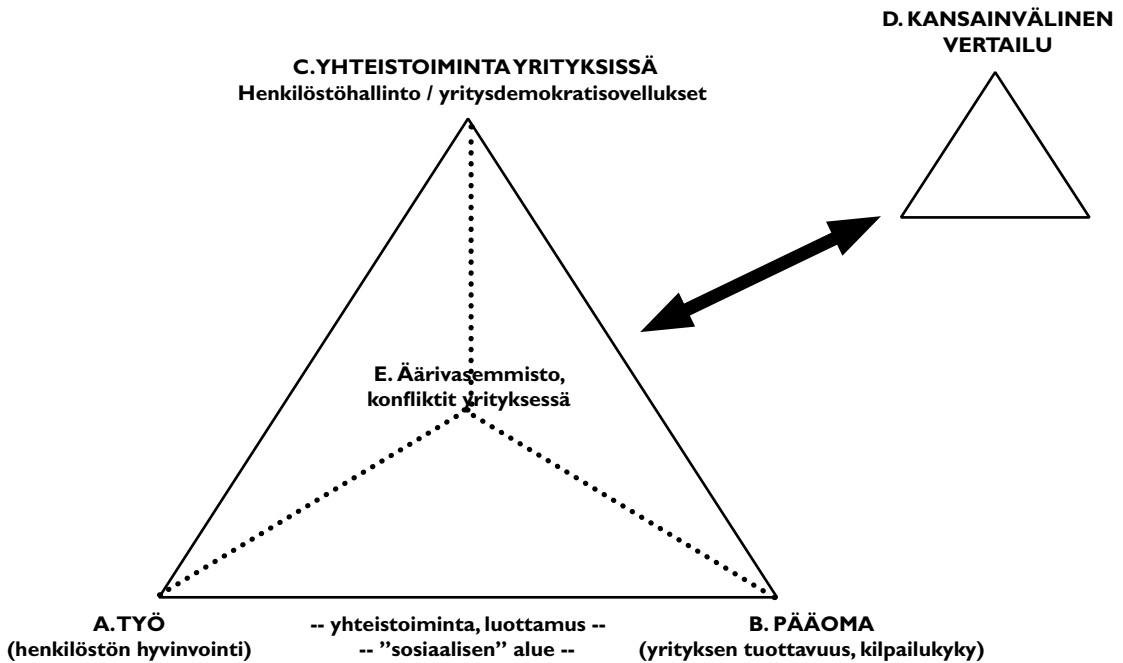 D. KANSAINVÄLINEN
VERTAILU
C.YHTEISTOIMINTA YRITYKSISSÄ
Henkilöstöhallinto / yritysdemokratisovellukset
E. Äärivasemmisto,
konfliktit yrityksessä
A.TYÖ
(henkilöstön hyvinvointi)
-- yhteistoiminta, luottamus --
-- ”sosiaalisen” alue --
B. PÄÄOMA
(yrityksen tuottavuus, kilpailukyky)